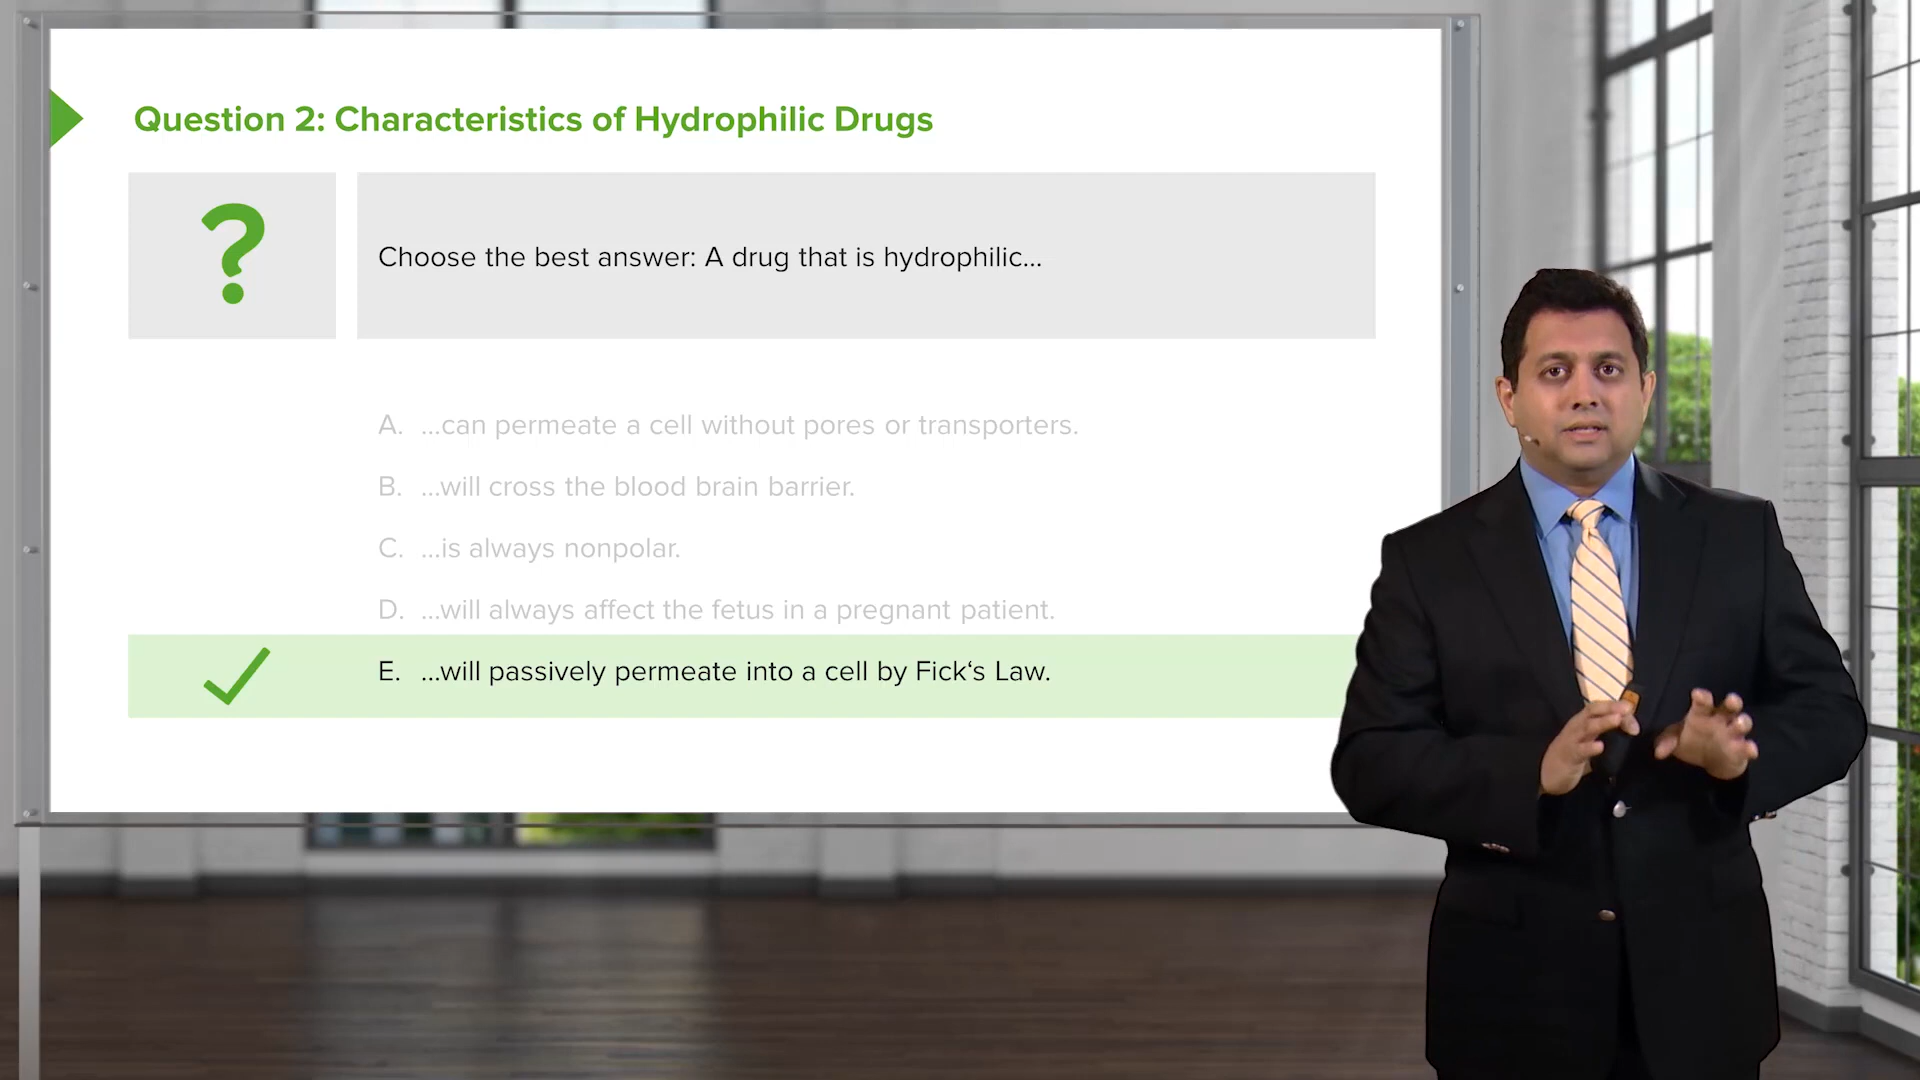 Question 2: Characteristics of Hydrophilic Drugs
?
Choose the best answer: A drug that is hydrophilic...
A. ...can permeate a cell without pores or transporters.
B. ...will cross the blood brain barrier.
C. ...is always nonpolar.
D. ...will always affect the fetus in a pregnant patient.
E. ...will passively permeate into a cell by Fick‘s Law.